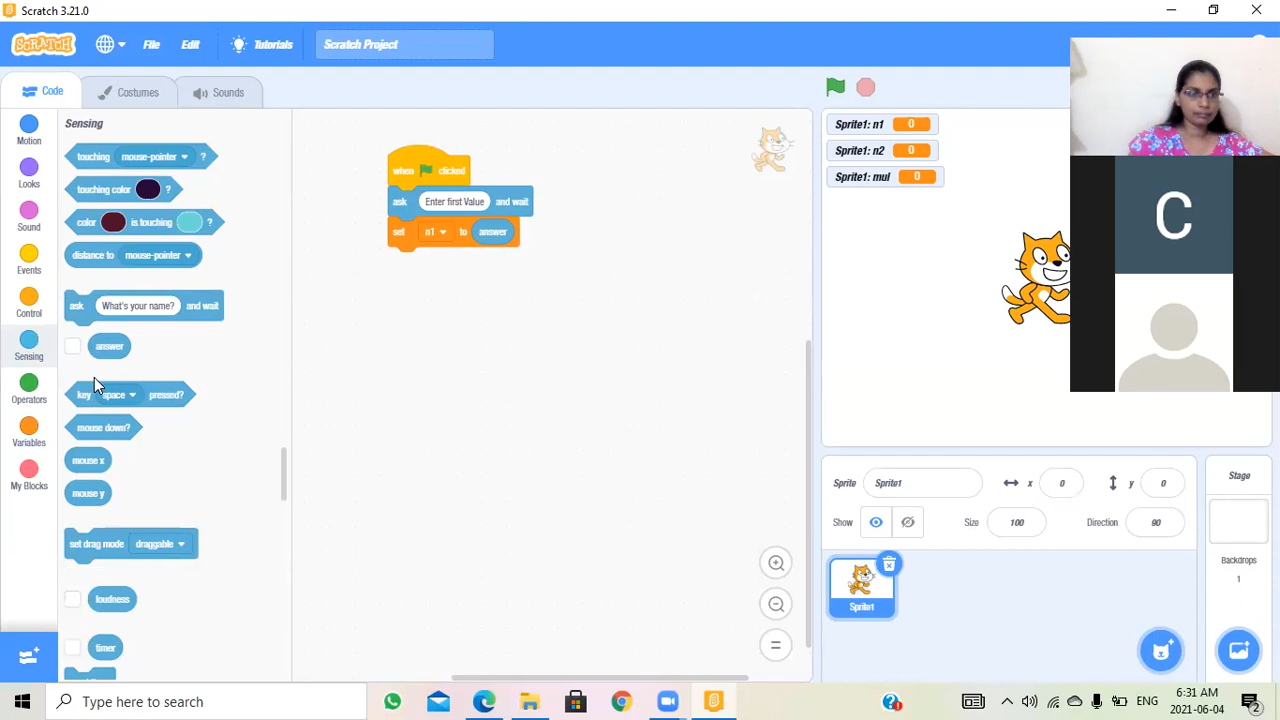 Scratch 3.21.0
SCRATCH
File
Edit
Tutorials
Scratch Project
Code
Costumes
Sounds
Motion
Looks
Sound
Events
Control
Sensing
Operators
Variables
My Blocks
Sensing
touching mouse-pointer ?
touching color ?
color is touching ?
distance to mouse-pointer
ask What's your name? and wait
answer
key space pressed?
mouse down?
mouse x
mouse y
set drag mode draggable
loudness
timer
when clicked
ask Enter first Value and wait
set n1 to answer
Sprite1: n1 0
Sprite1: n2 0
Sprite1: mul 0
C
Sprite Sprite1 x 0 y 0
Show Size 100 Direction 90
Sprite1
Stage
Backdrops
1
Type here to search
ENG
6:31 AM
2021-06-04
2